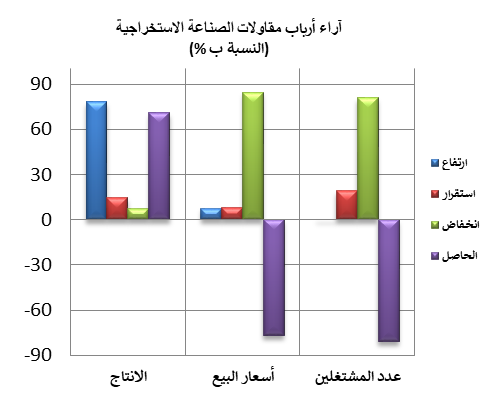 آراء أرباب مقاولات الصناعة الاستخراجية
(النسبة ب %)
90
60
30
0
-30
-60
-90
ارتفاع
استقرار
انخفاض
الحاصل
الانتاج
أسعار البيع
عدد المشتغلين